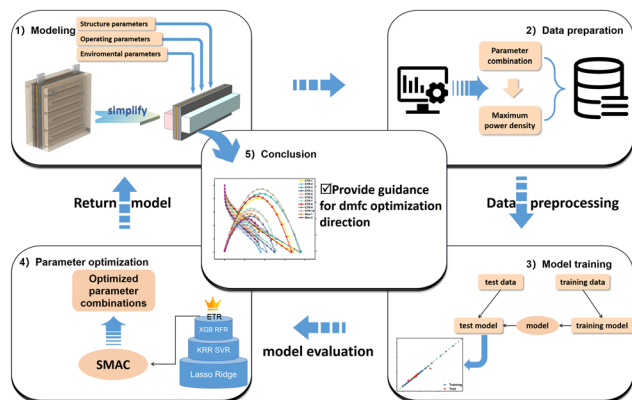 1) Modeling
Structure parameters
Operating parameters
Enviromental parameters
simplify
2) Data preparation
Parameter
combination
Maximum
power density
5) Conclusion
☑Provide guidance
for dmfc optimization
direction
Return model
Data preprocessing
4) Parameter optimization
Optimized
parameter
combinations
SMAC
ETR
XGB RFR
KRR SVR
Lasso Ridge
model evaluation
3) Model training
test data
training data
test model
model
training model
Training
Test